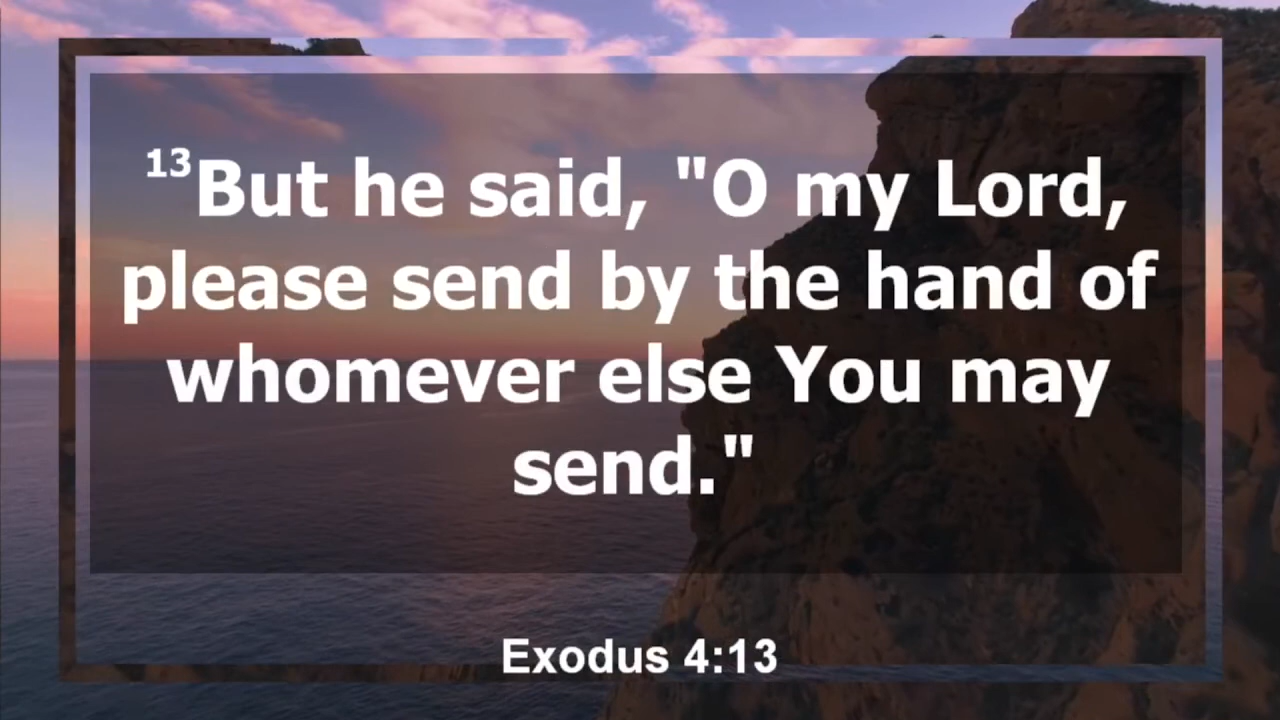 13But he said, "O my Lord,
please send by the hand of
whomever else You may
send."
Exodus 4:13